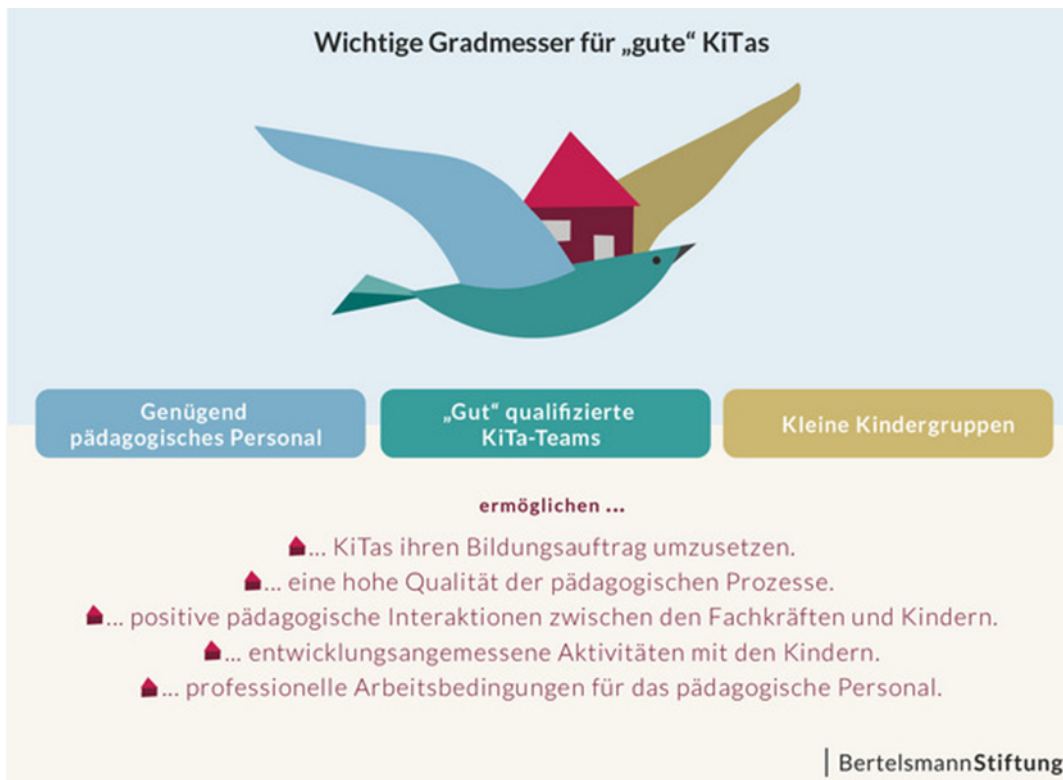 Wichtige Gradmesser für „gute“ KiTas
Genügend
pädagogisches Personal
„Gut“ qualifizierte
KiTa-Teams
Kleine Kindergruppen
ermöglichen ...
... KiTas ihren Bildungsauftrag umzusetzen.
... eine hohe Qualität der pädagogischen Prozesse.
... positive pädagogische Interaktionen zwischen den Fachkräften und Kindern.
... entwicklungsangemessene Aktivitäten mit den Kindern.
... professionelle Arbeitsbedingungen für das pädagogische Personal.
| BertelsmannStiftung